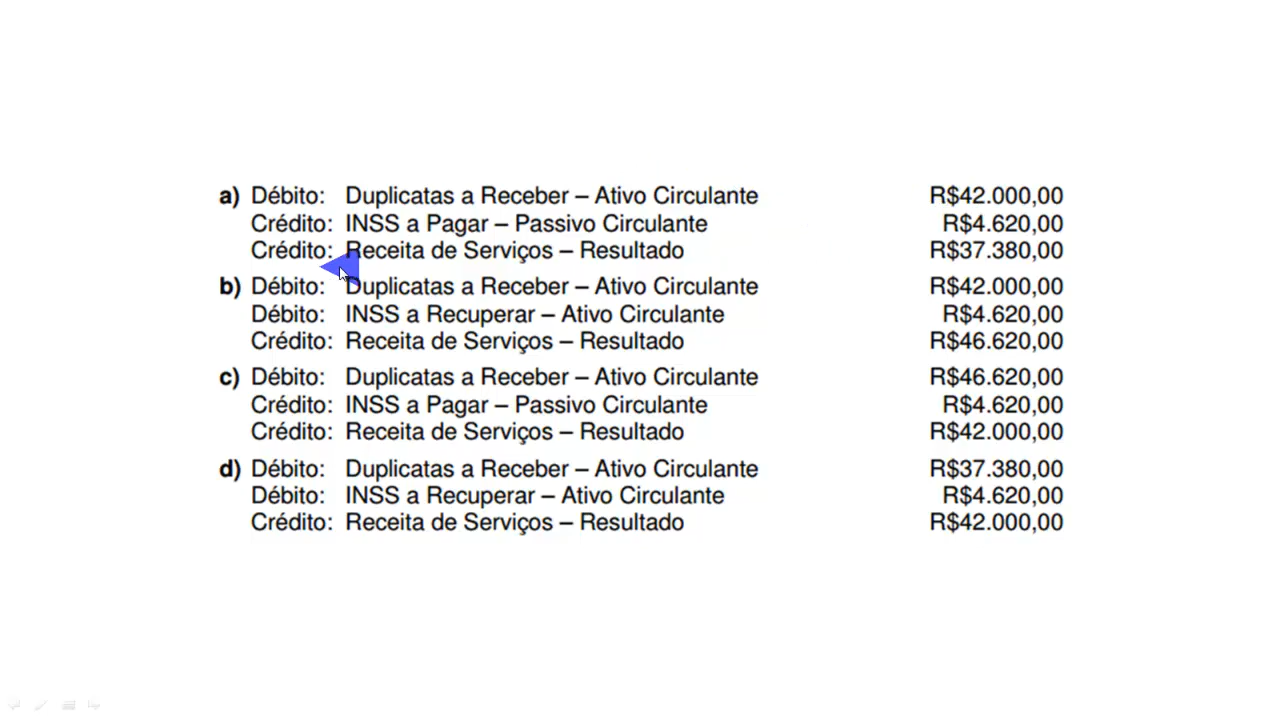 a) Débito: Duplicatas a Receber – Ativo Circulante R$42.000,00
Crédito: INSS a Pagar – Passivo Circulante R$4.620,00
Crédito: Receita de Serviços – Resultado R$37.380,00
b) Débito: Duplicatas a Receber – Ativo Circulante R$42.000,00
Débito: INSS a Recuperar – Ativo Circulante R$4.620,00
Crédito: Receita de Serviços – Resultado R$46.620,00
c) Débito: Duplicatas a Receber – Ativo Circulante R$46.620,00
Crédito: INSS a Pagar – Passivo Circulante R$4.620,00
Crédito: Receita de Serviços – Resultado R$42.000,00
d) Débito: Duplicatas a Receber – Ativo Circulante R$37.380,00
Débito: INSS a Recuperar – Ativo Circulante R$4.620,00
Crédito: Receita de Serviços – Resultado R$42.000,00